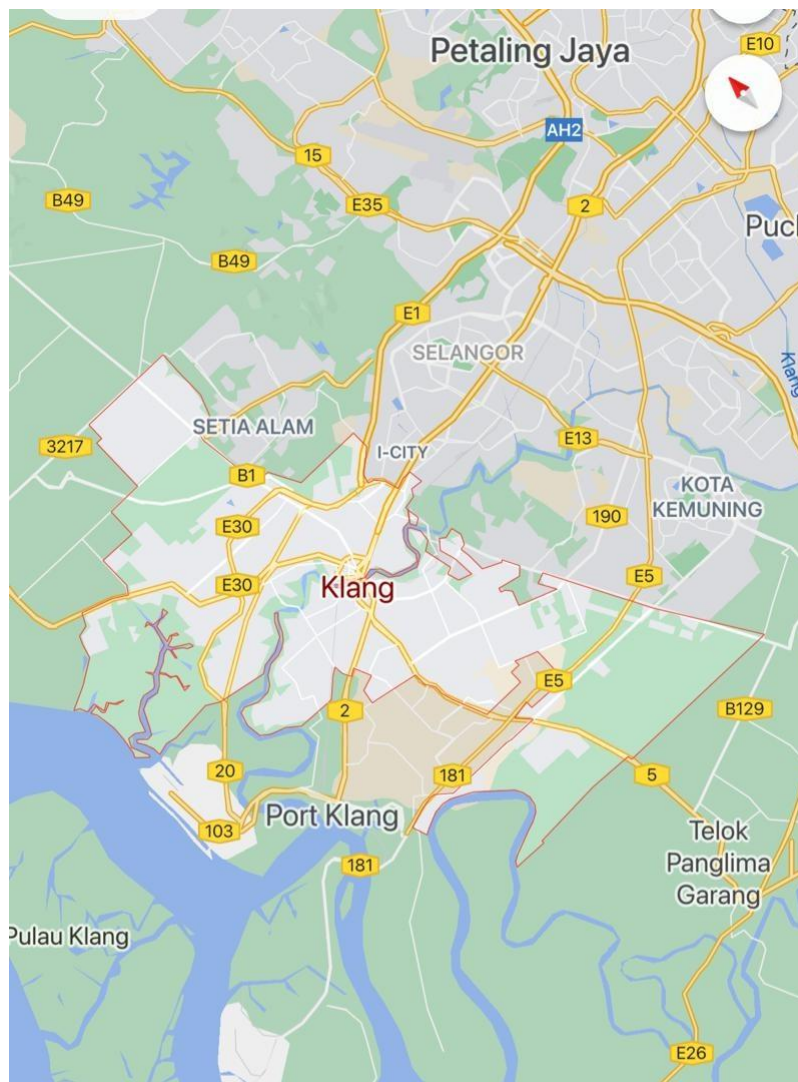 Petaling Jaya
E10
AH2
15
B49
E35
2
Pucl
B49
E1
SELANGOR
Klang
SETIA ALAM
3217
I-CITY
E13
B1
KOTA
KEMUNING
190
E30
E30
Klang
E5
E5
2
B129
20
181
5
Port Klang
103
Telok
Panglima
Garang
181
Pulau Klang
E26